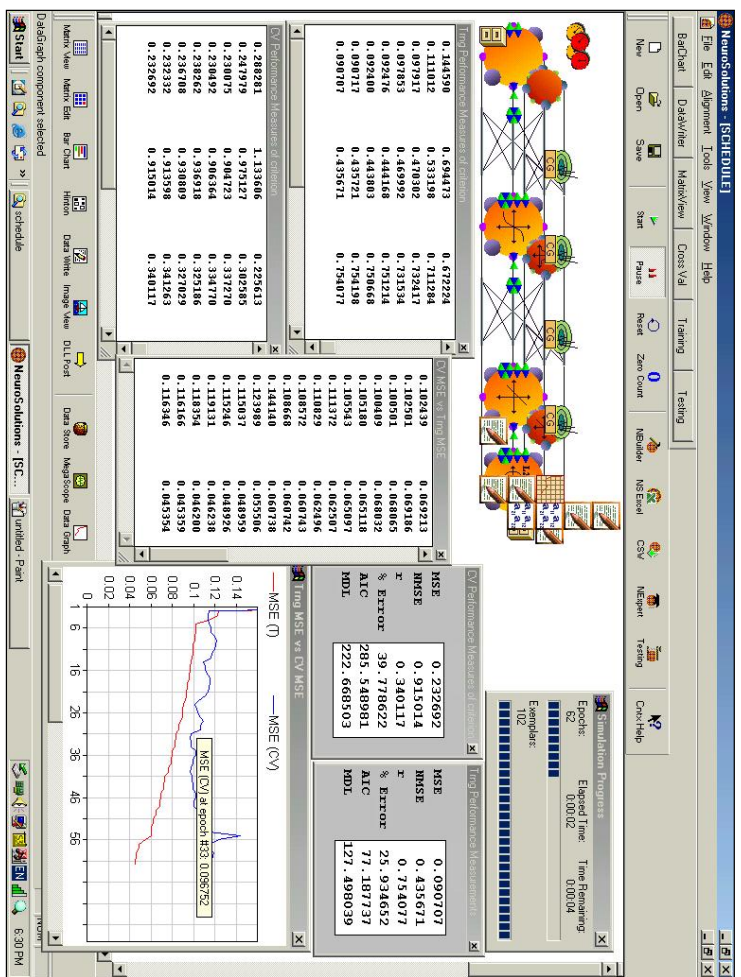 NeuroSolutions - [SCHEDULE]
File Edit Alignment Tools View Window Help
BarChart DataWriter MatrixView Cross Val Training Testing
New Open Save Start Pause Reset Zero Count NBuilder NS Excel CSV NExpert Testing Cntx Help
CG CG CG CG
Simulation Progress
Epochs: Elapsed Time: Time Remaining:
62 0:00:02 0:00:04
Exemplars:
102
Trng Performance Measures of criterion
0.144590 0.694473 0.672224
0.111012 0.533198 0.711284
0.097917 0.470302 0.732417
0.097853 0.469992 0.731534
0.092476 0.444168 0.751214
0.092400 0.443803 0.750668
0.090717 0.435721 0.754198
0.090707 0.435671 0.754077
CV Performance Measures of criterion
0.288281 1.133606 0.225613
0.247979 0.975127 0.302585
0.230075 0.904723 0.337270
0.230492 0.906364 0.334770
0.238262 0.936918 0.325186
0.236708 0.930809 0.327029
0.232332 0.913598 0.341263
0.232692 0.915014 0.340117
CV MSE vs Trng MSE
0.102439 0.069213
0.102501 0.069186
0.100501 0.068065
0.100409 0.068032
0.105180 0.065118
0.105543 0.065097
0.111372 0.062507
0.110829 0.062496
0.108572 0.060743
0.108668 0.060742
0.144140 0.060738
0.123989 0.055506
0.115037 0.048959
0.115246 0.048926
0.119131 0.046238
0.118354 0.046200
0.116166 0.045359
0.116346 0.045354
CV Performance Measures of criterion
MSE 0.232692
NMSE 0.915014
r 0.340117
% Error 39.778622
AIC 285.548981
MDL 222.668503
Trng Performance Measurements
MSE 0.090707
NMSE 0.435671
r 0.754077
% Error 25.934652
AIC 77.187737
MDL 127.498039
Trng MSE vs CV MSE
MSE (T) MSE (CV)
0.14
0.12
0.1
0.08
0.06
0.04
0.02
0
6 16 26 36 46 56
MSE (CV) at epoch #33: 0.096752
Matrix View Matrix Edit Bar Chart Hinton Data Write Image View DLL Post Data Store MegaScope Data Graph
DataGraph component selected NUM
Start schedule NeuroSolutions - [SC... untitled - Paint EN 6:30 PM